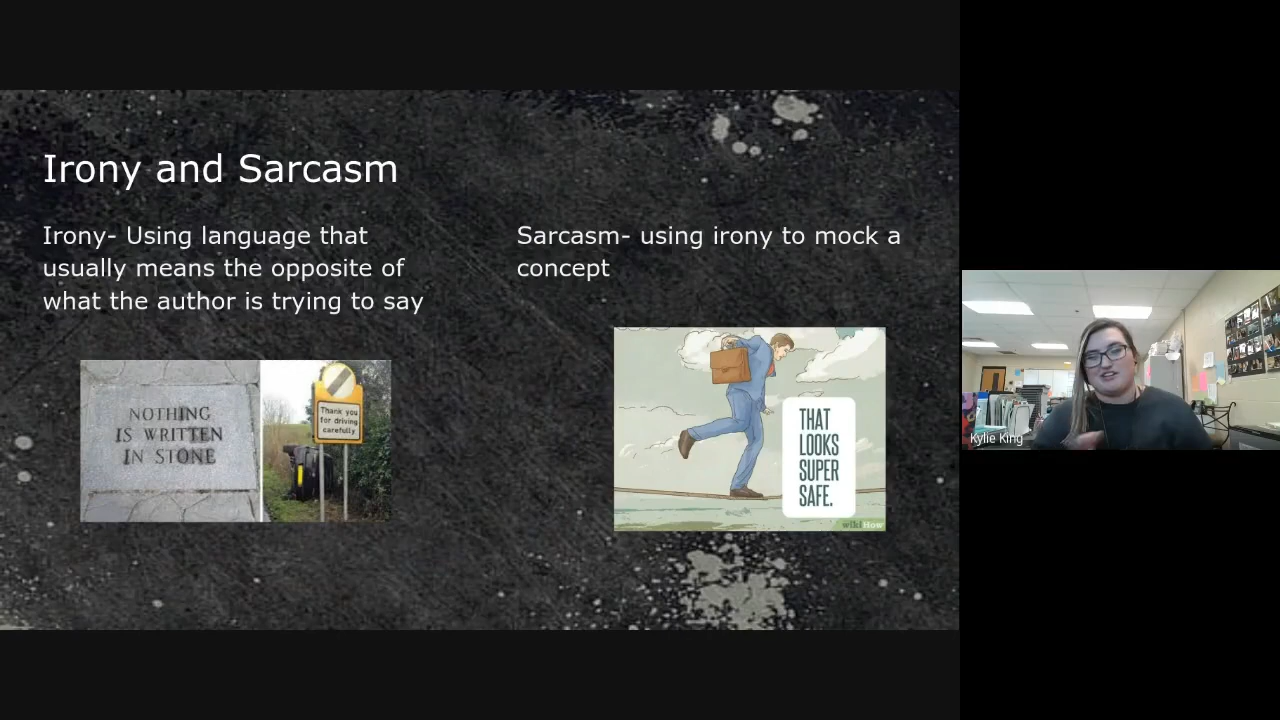 Irony and Sarcasm
Irony- Using language that
usually means the opposite of
what the author is trying to say
Sarcasm- using irony to mock a
concept
NOTHING
IS WRITTEN
IN STONE
Thank you
for driving
carefully
THAT
LOOKS
SUPER
SAFE.
wikiHow
Kylie King